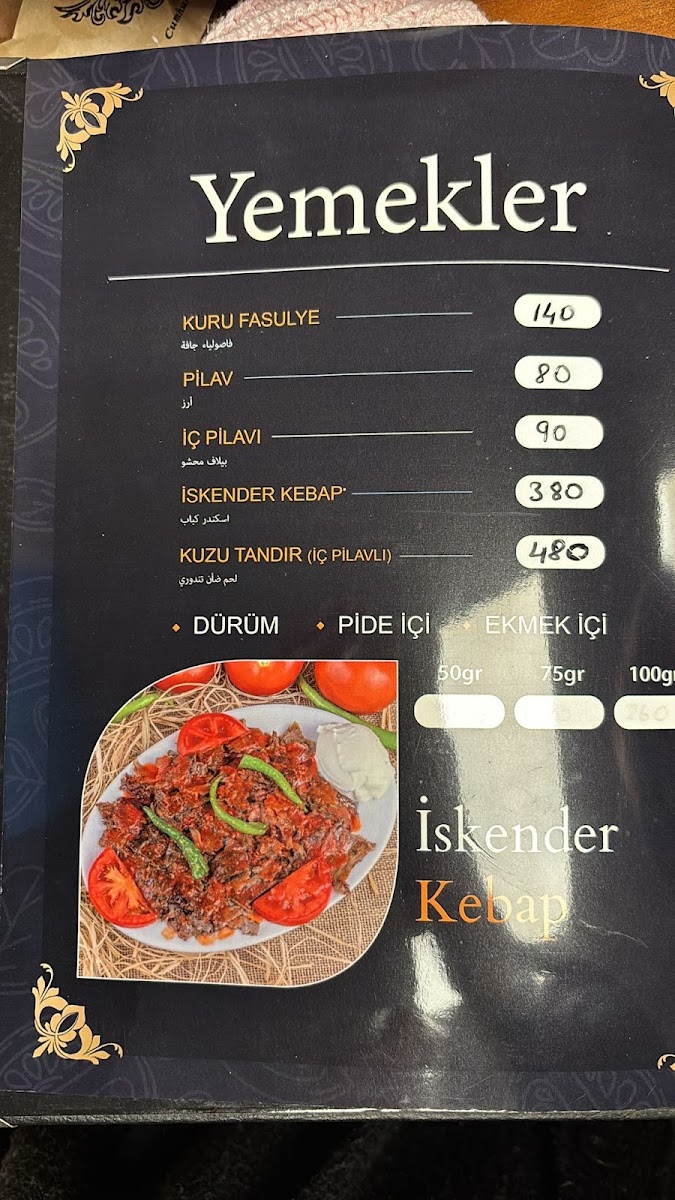 Yemekler
KURU FASULYE 140
فاصولياء جافة
PİLAV 80
أرز
İÇ PİLAVI 90
بيلاف محشو
İSKENDER KEBAP 380
اسكندر كباب
KUZU TANDIR (İÇ PİLAVLI) 480
لحم ضأن تندوري
DÜRÜM PİDE İÇİ EKMEK İÇİ
50gr 75gr 100gr
260
İskender
Kebap